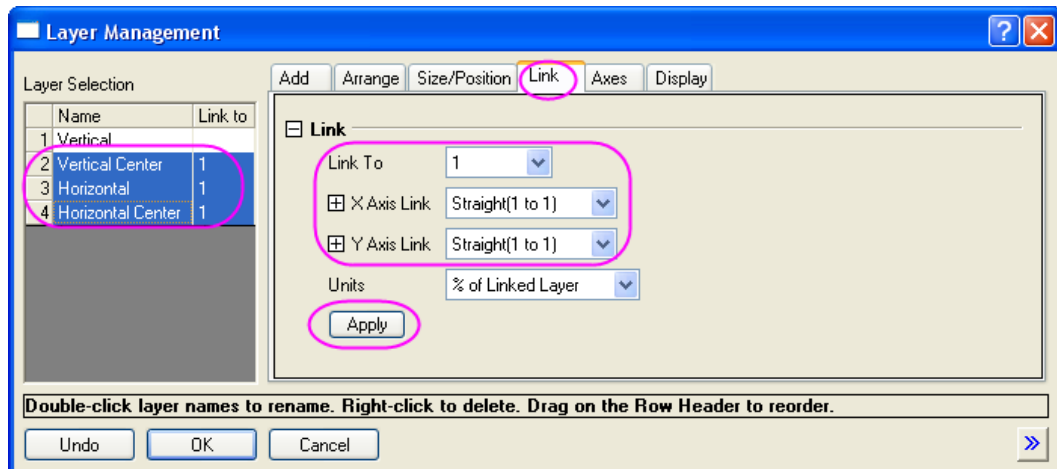 Layer Management
Layer Selection
Name Link to
1 Vertical
2 Vertical Center 1
3 Horizontal 1
4 Horizontal Center 1
Add Arrange Size/Position Link Axes Display
Link
Link To 1
X Axis Link Straight(1 to 1)
Y Axis Link Straight(1 to 1)
Units % of Linked Layer
Apply
Double-click layer names to rename. Right-click to delete. Drag on the Row Header to reorder.
Undo OK Cancel